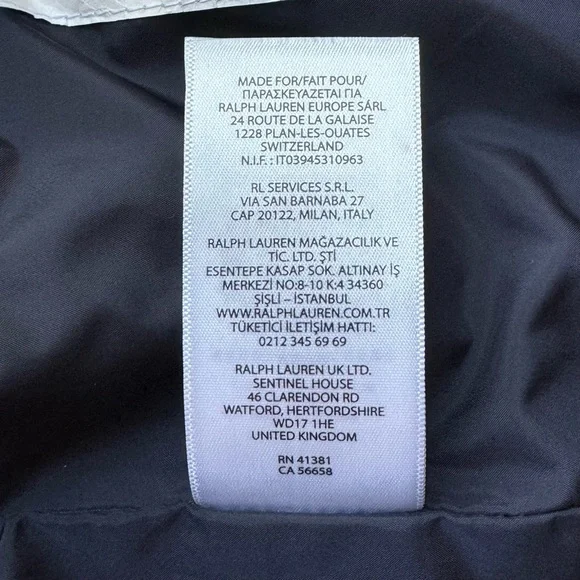 MADE FOR/FAIT POUR/
ΠΑΡΑΣΚΕΥΑΖΕΤΑΙ ΓΙΑ
RALPH LAUREN EUROPE SÁRL
24 ROUTE DE LA GALAISE
1228 PLAN-LES-OUATES
SWITZERLAND
N.I.F. : IT03945310963
RL SERVICES S.R.L.
VIA SAN BARNABA 27
CAP 20122, MILAN, ITALY
RALPH LAUREN MAĞAZACILIK VE
TİC. LTD. ŞTİ
ESENTEPE KASAP SOK. ALTINAY İŞ
MERKEZİ NO:8-10 K:4 34360
ŞİŞLİ – İSTANBUL
WWW.RALPHLAUREN.COM.TR
TÜKETİCİ İLETİŞİM HATTI:
0212 345 69 69
RALPH LAUREN UK LTD.
SENTINEL HOUSE
46 CLARENDON RD
WATFORD, HERTFORDSHIRE
WD17 1HE
UNITED KINGDOM
RN 41381
CA 56658